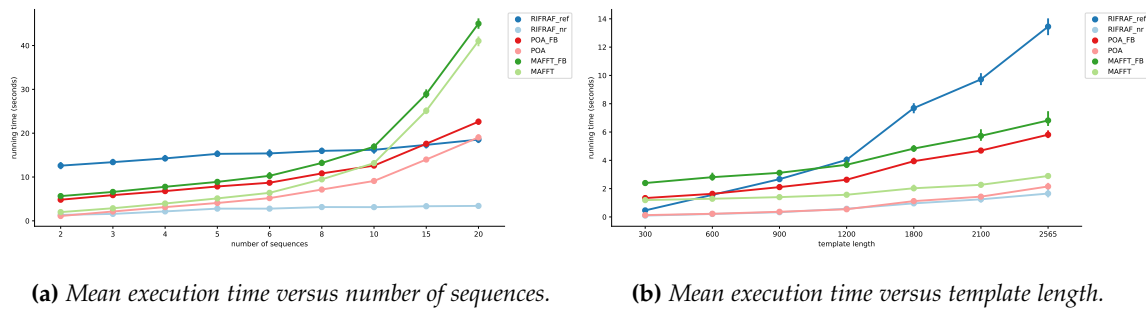 RIFRAF_ref
RIFRAF_nr
POA_FB
POA
MAFFT_FB
MAFFT
running time (seconds)
40
30
20
10
0
2 3 4 5 6 8 10 15 20
number of sequences
(a) Mean execution time versus number of sequences.
RIFRAF_ref
RIFRAF_nr
POA_FB
POA
MAFFT_FB
MAFFT
running time (seconds)
14
12
10
8
6
4
2
0
300 600 900 1200 1800 2100 2565
template length
(b) Mean execution time versus template length.